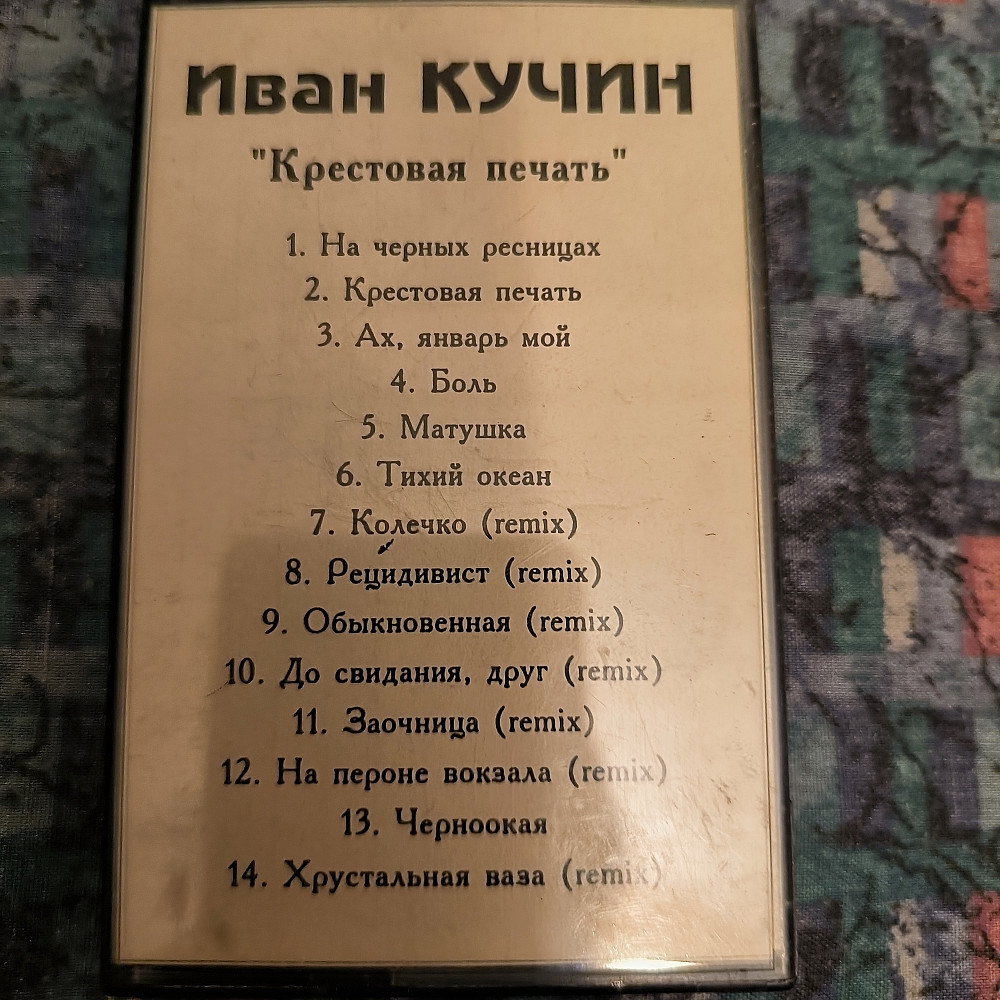 Иван КУЧИН
"Крестовая печать"
1. На черных ресницах
2. Крестовая печать
3. Ах, январь мой
4. Боль
5. Матушка
6. Тихий океан
7. Колечко (remix)
8. Рецидивист (remix)
9. Обыкновенная (remix)
10. До свидания, друг (remix)
11. Заочница (remix)
12. На пероне вокзала (remix)
13. Черноокая
14. Хрустальная ваза (remix)